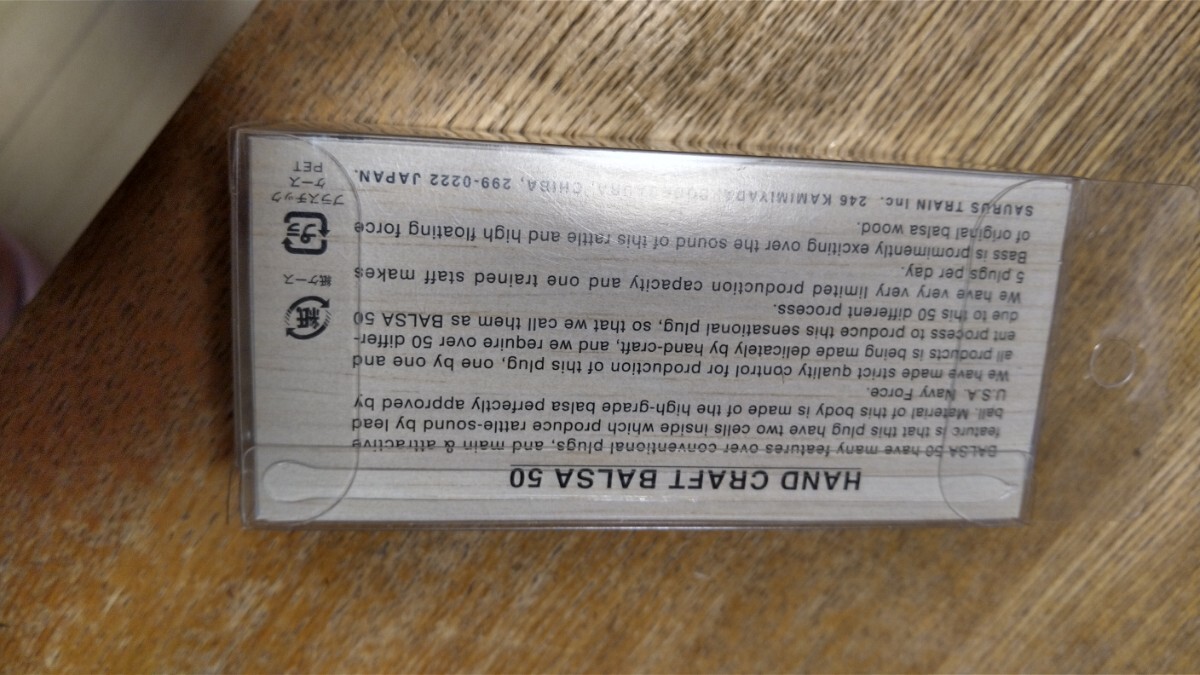 HAND CRAFT BALSA 50
BALSA 50 have many features over conventional plugs, and main & attractive
feature is that this plug have two cells inside which produce rattle-sound by lead
ball. Material of this body is made of the high-grade balsa perfectly approved by
U.S.A. Navy Force.
We have made strict quality control for production of this plug, one by one and
all products is being made delicately by hand-craft, and we require over 50 differ-
ent process to produce this sensational plug, so that we call them as BALSA 50
due to this different process.
We have very very limited production capacity and one trained staff makes
5 plugs per day.
Bass is prominently exciting over the sound of this rattle and high floating force
of original balsa wood.
SAURUS TRAIN Inc. 246 KAMIMIYADA, CHIBA, 299-0222 JAPAN.
紙
紙ケース
プラ
プラスチック
ケース
PET